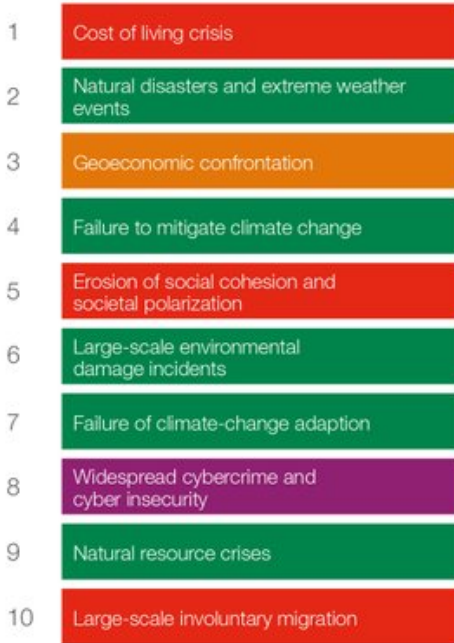 1 Cost of living crisis
2 Natural disasters and extreme weather
events
3 Geoeconomic confrontation
4 Failure to mitigate climate change
5 Erosion of social cohesion and
societal polarization
6 Large-scale environmental
damage incidents
7 Failure of climate-change adaption
8 Widespread cybercrime and
cyber insecurity
9 Natural resource crises
10 Large-scale involuntary migration